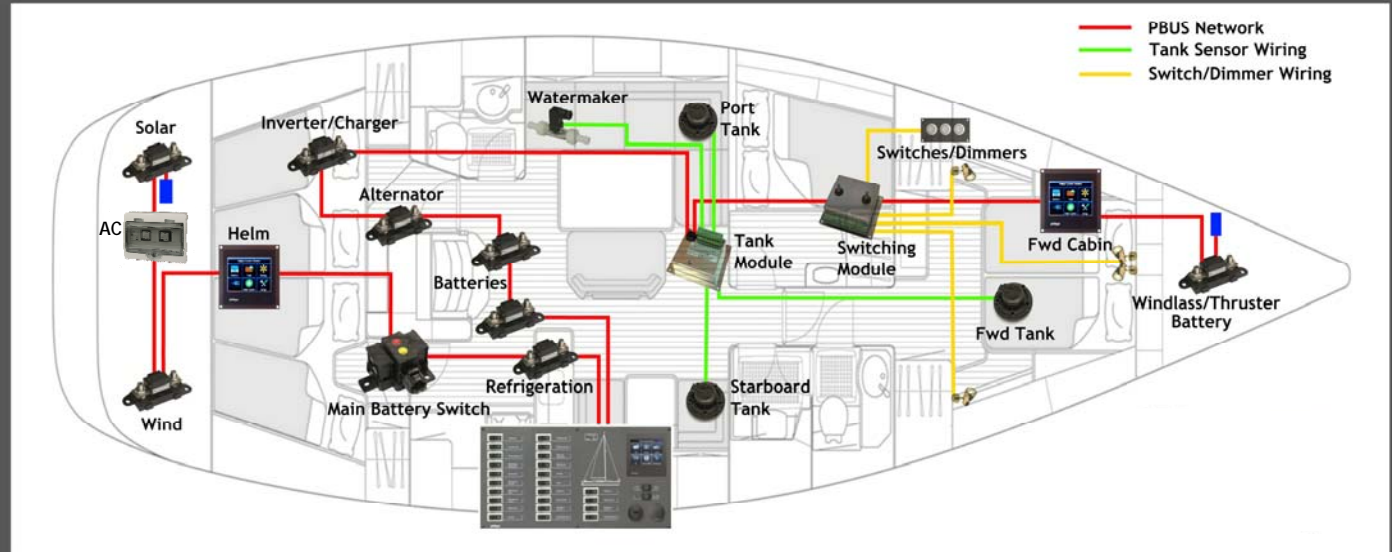 PBUS Network
Tank Sensor Wiring
Switch/Dimmer Wiring
Solar
Inverter/Charger
Watermaker
Port
Tank
Switches/Dimmers
Alternator
AC
Helm
Batteries
Tank
Module
Switching
Module
Fwd Cabin
Windlass/Thruster
Battery
Fwd Tank
Refrigeration
Main Battery Switch
Starboard
Tank
Wind